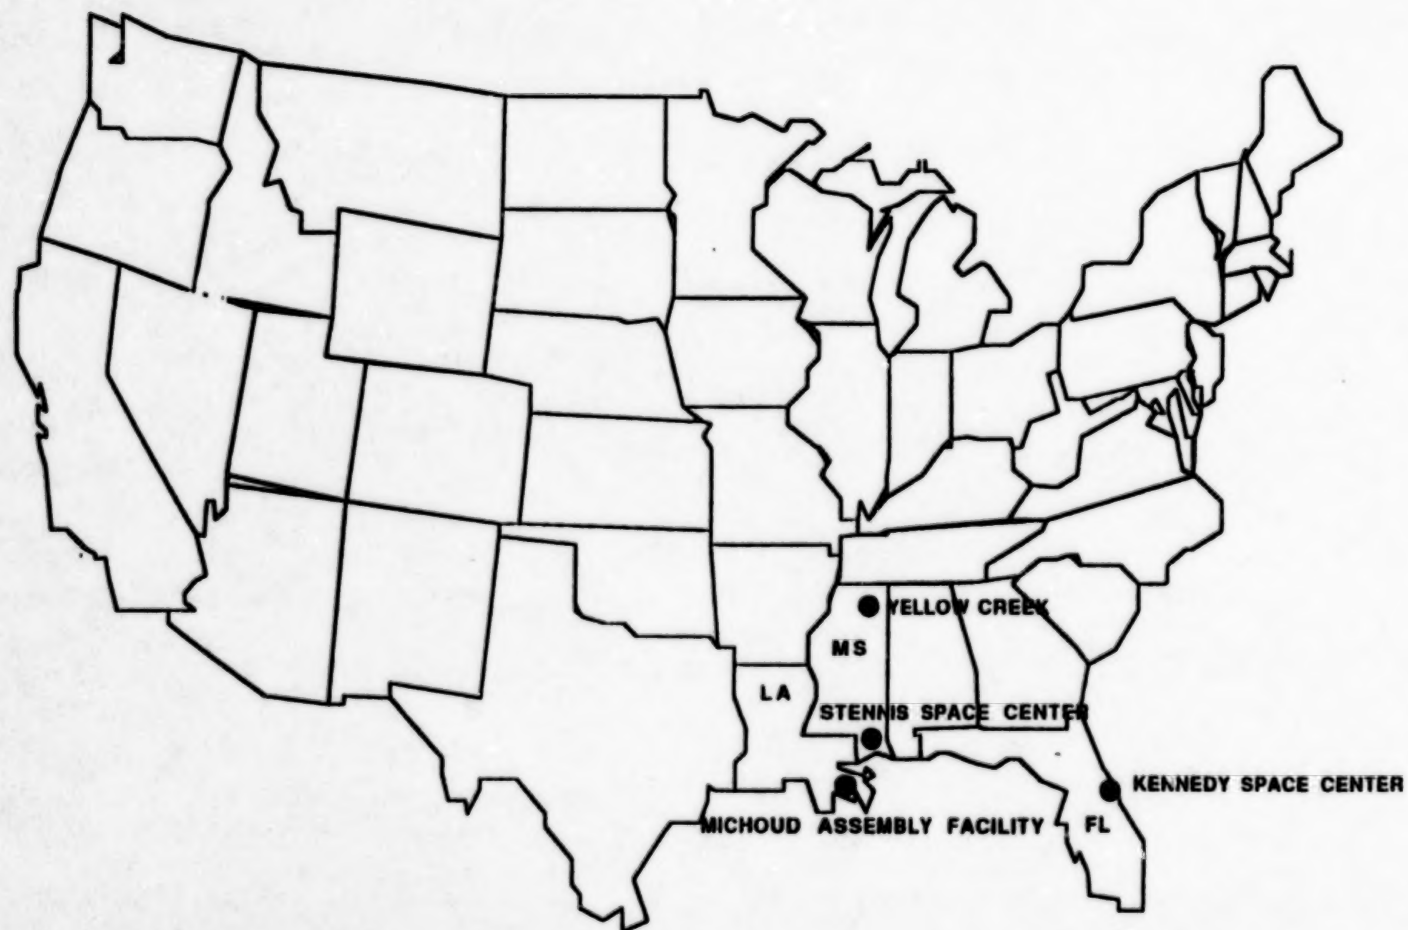 YELLOW CREEK
MS
LA
STENNIS SPACE CENTER
KENNEDY SPACE CENTER
MICHOUD ASSEMBLY FACILITY
FL